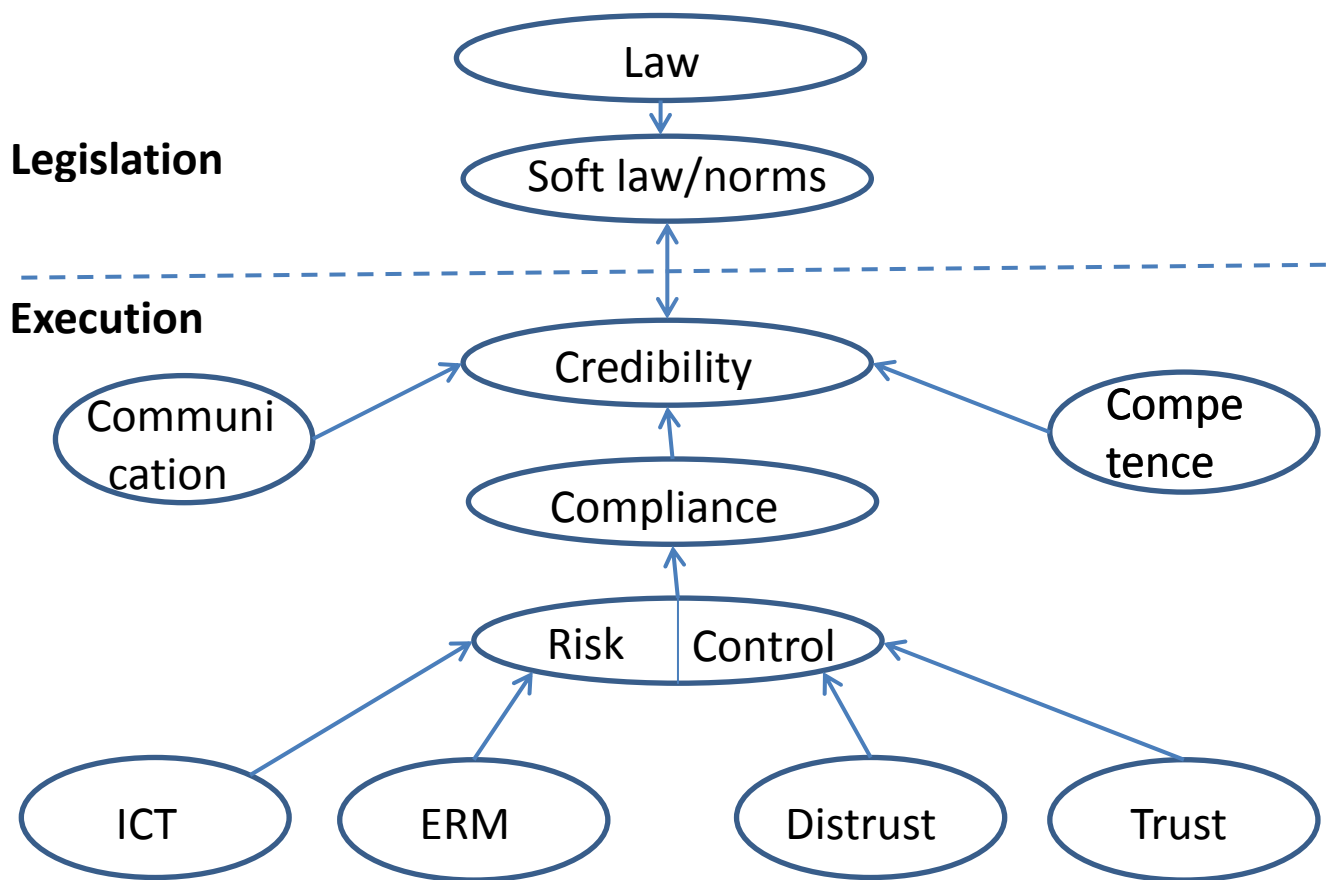 Law
Legislation
Soft law/norms
Execution
Credibility
Communi
cation
Compe
tence
Compliance
Risk
Control
ICT
ERM
Distrust
Trust